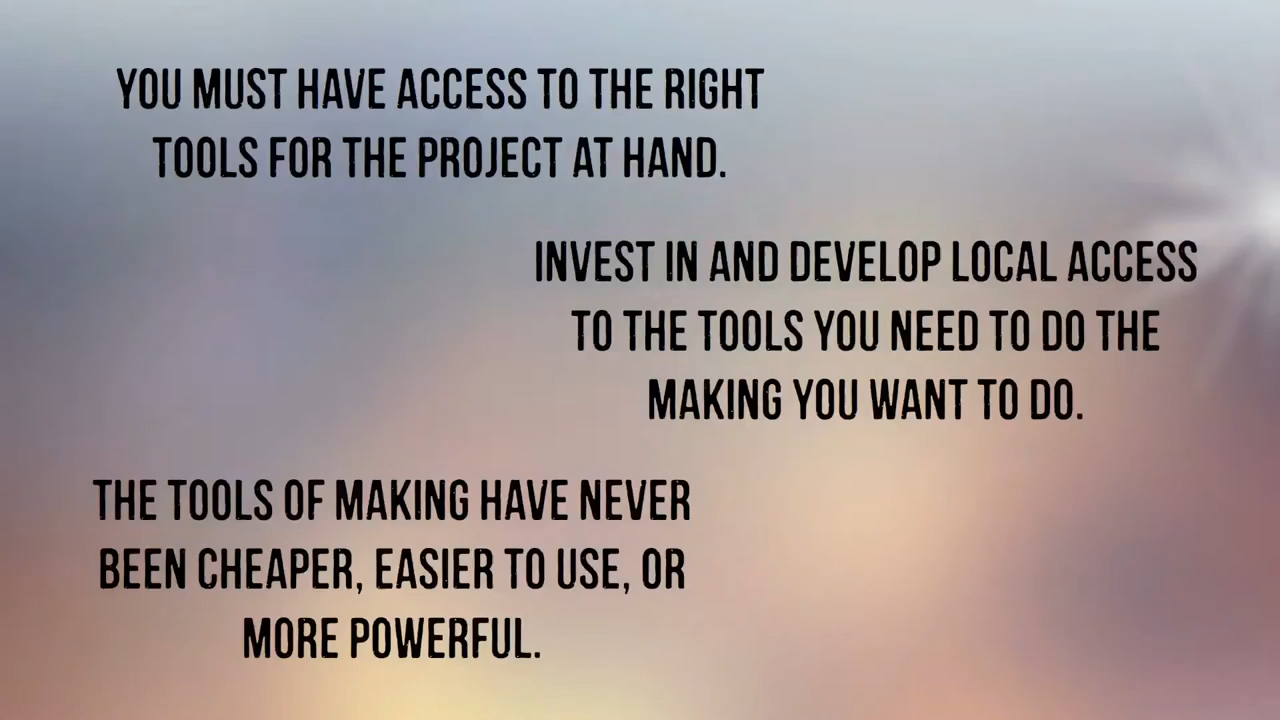 YOU MUST HAVE ACCESS TO THE RIGHT
TOOLS FOR THE PROJECT AT HAND.
INVEST IN AND DEVELOP LOCAL ACCESS
TO THE TOOLS YOU NEED TO DO THE
MAKING YOU WANT TO DO.
THE TOOLS OF MAKING HAVE NEVER
BEEN CHEAPER, EASIER TO USE, OR
MORE POWERFUL.